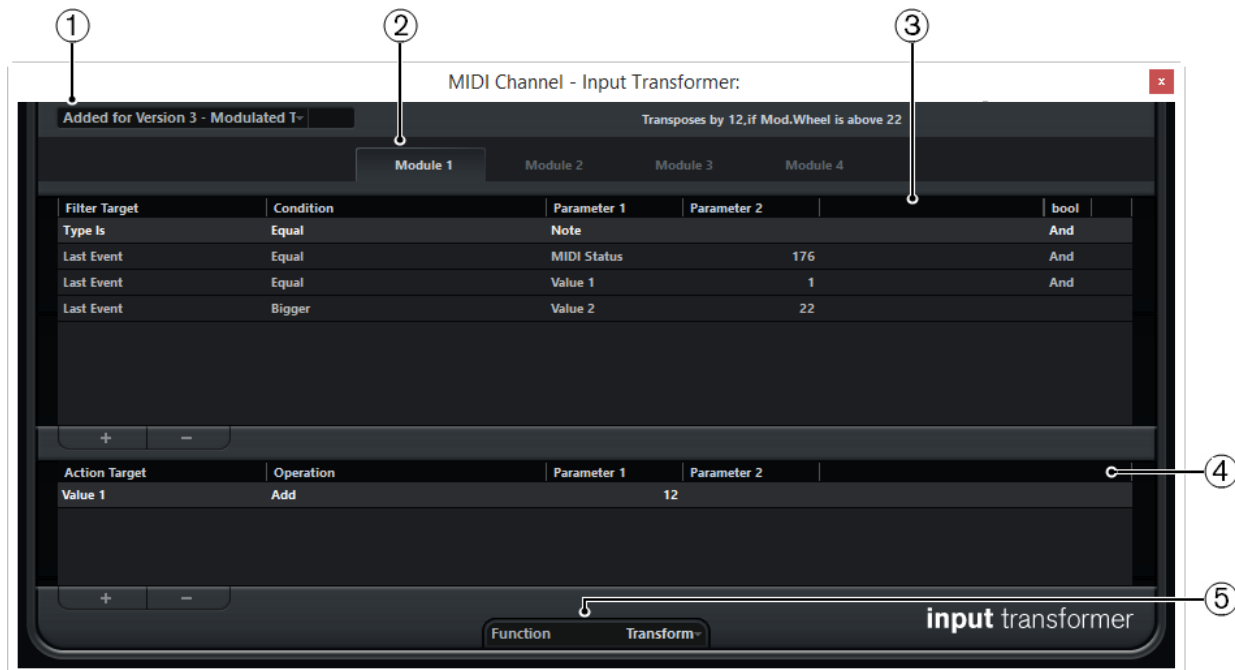 1 2 3
MIDI Channel - Input Transformer:
x
Added for Version 3 - Modulated T
Transposes by 12,if Mod.Wheel is above 22
Module 1 Module 2 Module 3 Module 4
Filter Target Condition Parameter 1 Parameter 2 bool
Type Is Equal Note And
Last Event Equal MIDI Status 176 And
Last Event Equal Value 1 1 And
Last Event Bigger Value 2 22
+ −
Action Target Operation Parameter 1 Parameter 2
4
Value 1 Add 12
+ −
5
Function Transform
input transformer